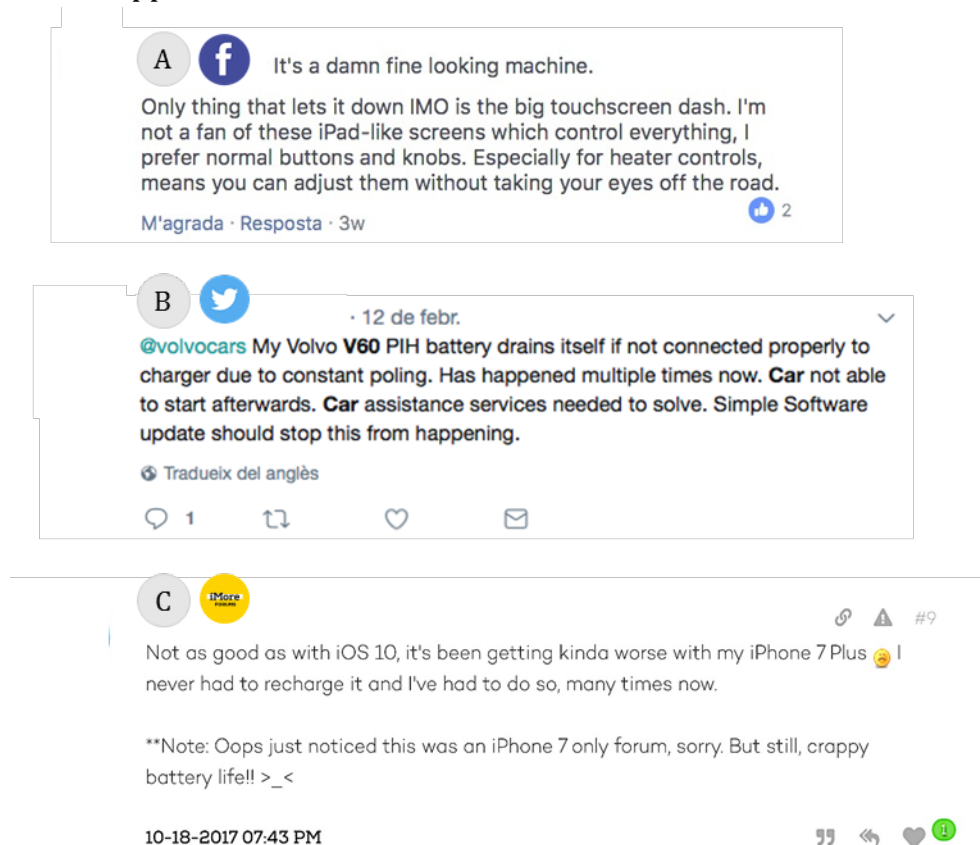 A f It's a damn fine looking machine.
Only thing that lets it down IMO is the big touchscreen dash. I'm
not a fan of these iPad-like screens which control everything, I
prefer normal buttons and knobs. Especially for heater controls,
means you can adjust them without taking your eyes off the road.
M'agrada · Resposta · 3w
2
B
· 12 de febr.
@volvocars My Volvo V60 PIH battery drains itself if not connected properly to
charger due to constant poling. Has happened multiple times now. Car not able
to start afterwards. Car assistance services needed to solve. Simple Software
update should stop this from happening.
Tradueix del anglès
1
C iMore
FORUMS
#9
Not as good as with iOS 10, it's been getting kinda worse with my iPhone 7 Plus I
never had to recharge it and I've had to do so, many times now.
**Note: Oops just noticed this was an iPhone 7 only forum, sorry. But still, crappy
battery life!! >_<
10-18-2017 07:43 PM
1